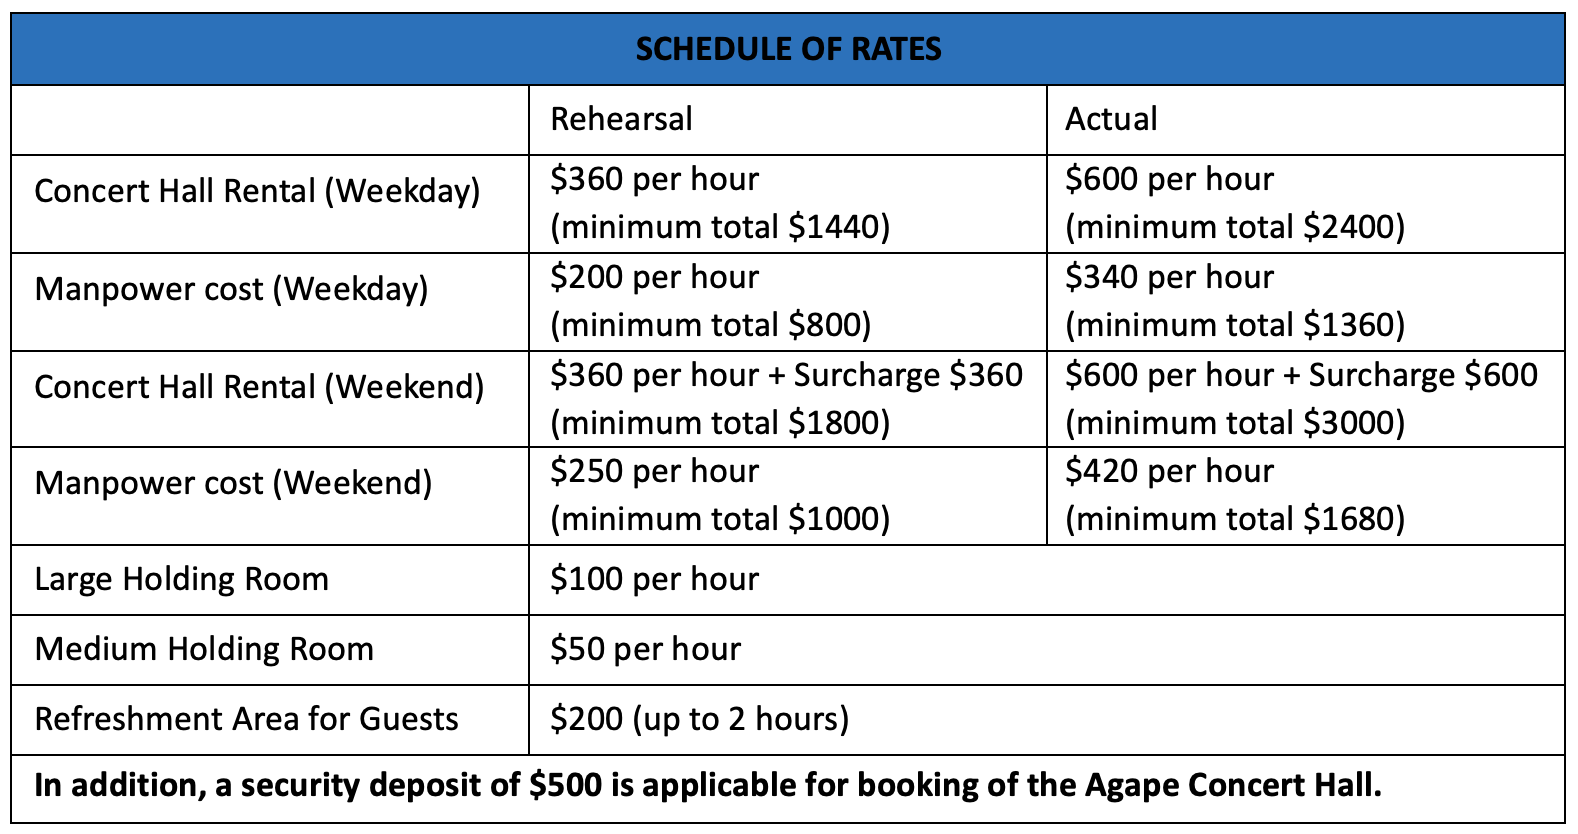 SCHEDULE OF RATES
Rehearsal
Actual
Concert Hall Rental (Weekday)
$360 per hour
(minimum total $1440)
$600 per hour
(minimum total $2400)
Manpower cost (Weekday)
$200 per hour
(minimum total $800)
$340 per hour
(minimum total $1360)
Concert Hall Rental (Weekend)
$360 per hour + Surcharge $360
(minimum total $1800)
$600 per hour + Surcharge $600
(minimum total $3000)
Manpower cost (Weekend)
$250 per hour
(minimum total $1000)
$420 per hour
(minimum total $1680)
Large Holding Room
$100 per hour
Medium Holding Room
$50 per hour
Refreshment Area for Guests
$200 (up to 2 hours)
In addition, a security deposit of $500 is applicable for booking of the Agape Concert Hall.